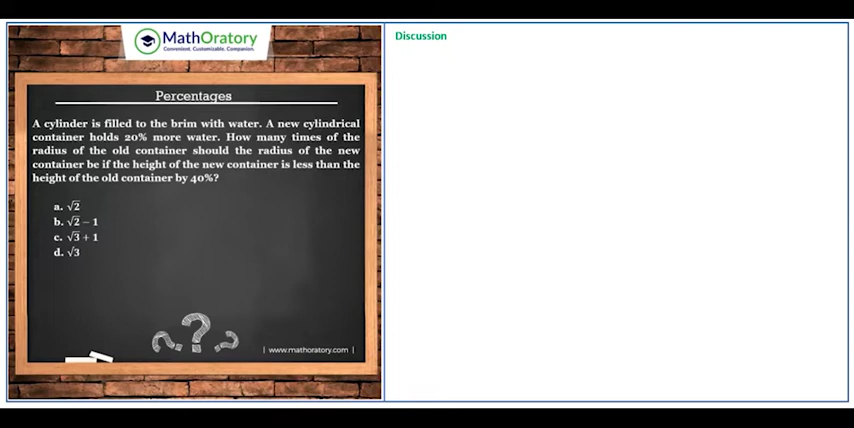 MathOratory
Convenient. Customizable. Companion.
Percentages
A cylinder is filled to the brim with water. A new cylindrical
container holds 20% more water. How many times of the
radius of the old container should the radius of the new
container be if the height of the new container is less than the
height of the old container by 40%?
a. √2
b. √2 – 1
c. √3 + 1
d. √3
? ? ?
| www.mathoratory.com |
Discussion